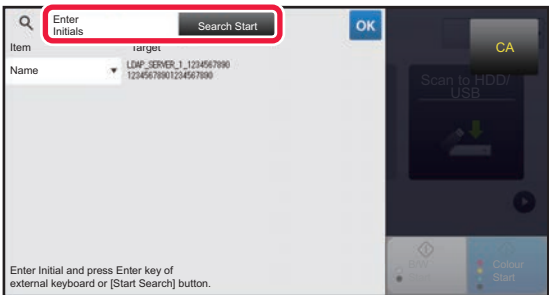 Enter
Initials
Search Start
OK
CA
Item
Target
Name
LDAP_SERVER_1_1234567890
12345678901234567890
Scan to HDD/
USB
Enter Initial and press Enter key of
external keyboard or [Start Search] button.
B/W
Start
Colour
Start